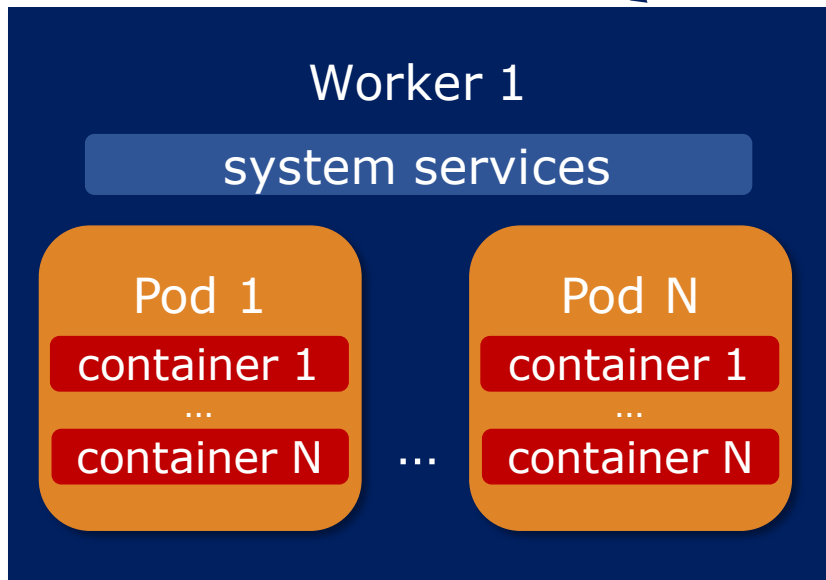 Worker 1
system services
Pod 1
container 1
...
container N
...
Pod N
container 1
...
container N